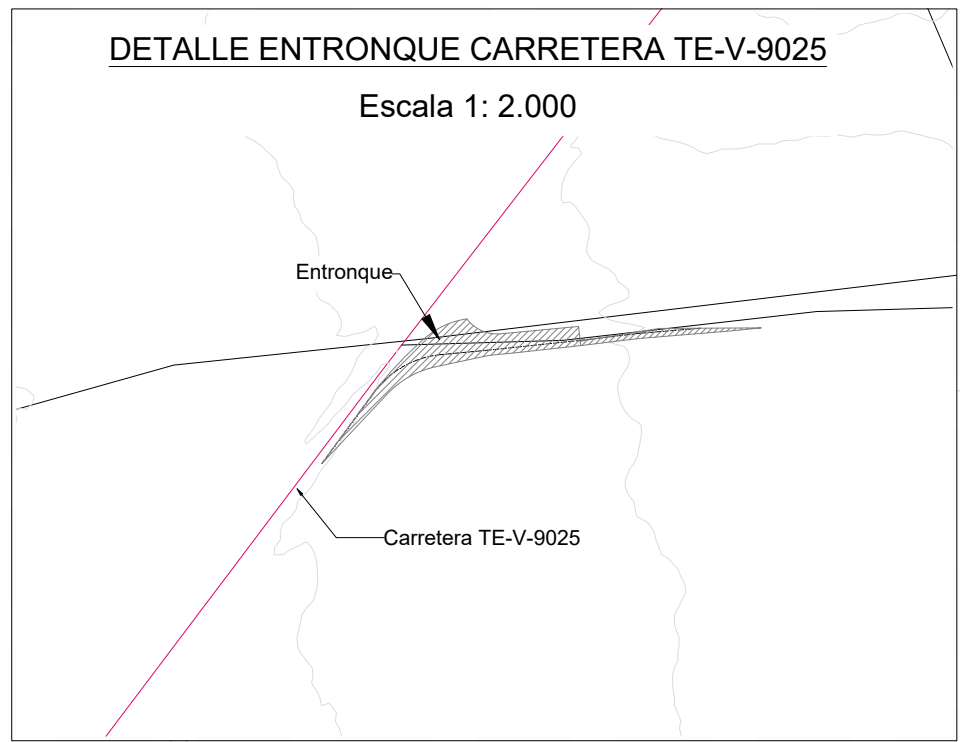 DETALLE ENTRONQUE CARRETERA TE-V-9025
Escala 1: 2.000
Entronque
Carretera TE-V-9025